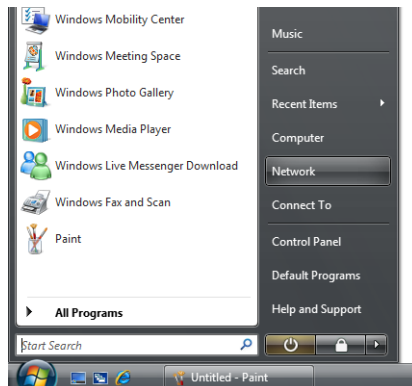 Windows Mobility Center
Windows Meeting Space
Windows Photo Gallery
Windows Media Player
Windows Live Messenger Download
Windows Fax and Scan
Paint
All Programs
Start Search
Music
Search
Recent Items
Computer
Network
Connect To
Control Panel
Default Programs
Help and Support
Untitled - Paint